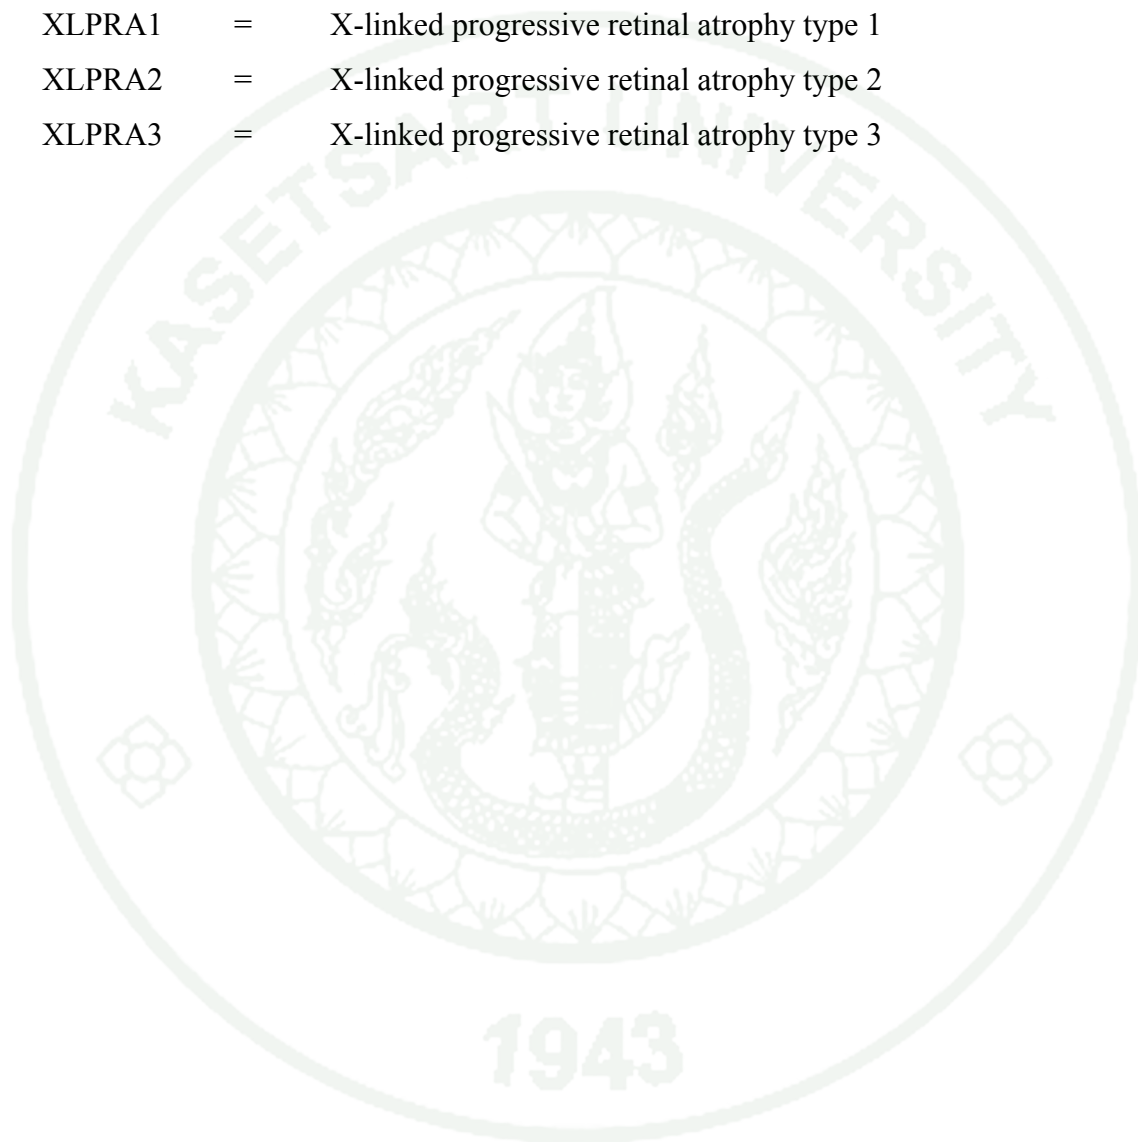 XLPRA1 = X-linked progressive retinal atrophy type 1
XLPRA2 = X-linked progressive retinal atrophy type 2
XLPRA3 = X-linked progressive retinal atrophy type 3
KASETSART UNIVERSITY
1943